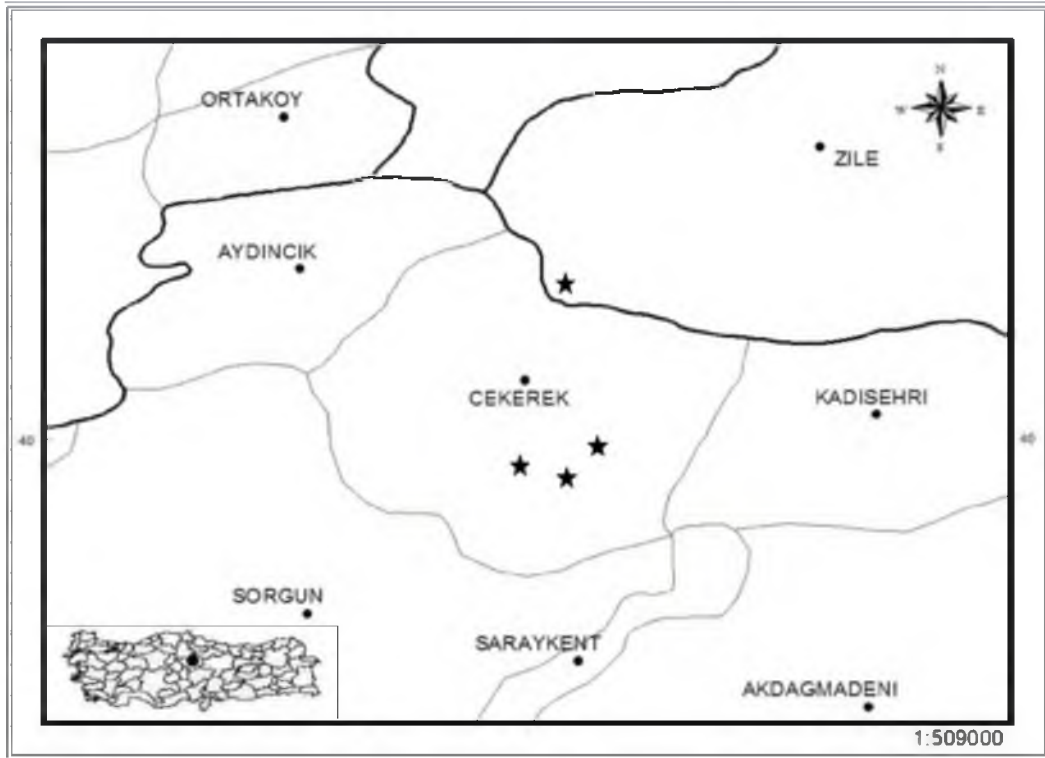 ORTAKOY
N
W
E
S
ZILE
AYDINCIK
CEKEREK
KADISEHRI
40
40
SORGUN
SARAYKENT
AKDAGMADENI
1:509000